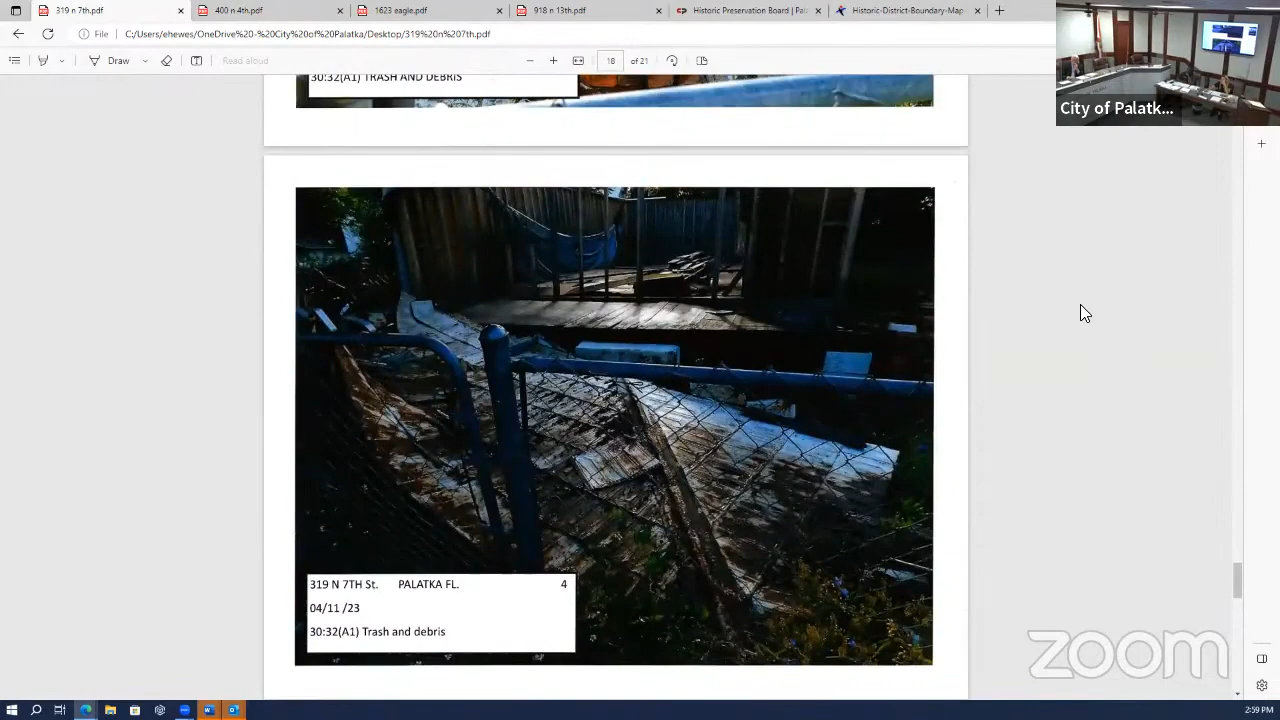 319 n 7th.pdf
400 n 4th.pdf
1623 eagle.pdf
918 n 13th.pdf
Historic Preservation Board | Pal
Historic-District-Boundary-Map
File
C:/Users/ehewes/OneDrive%20-%20City%20of%20Palatka/Desktop/319%20n%207th.pdf
Draw
Read aloud
18
of 21
City of Palatk...
30:32(A1) TRASH AND DEBRIS
319 N 7TH St. PALATKA FL. 4
04/11 /23
30:32(A1) Trash and debris
zoom
2:59 PM